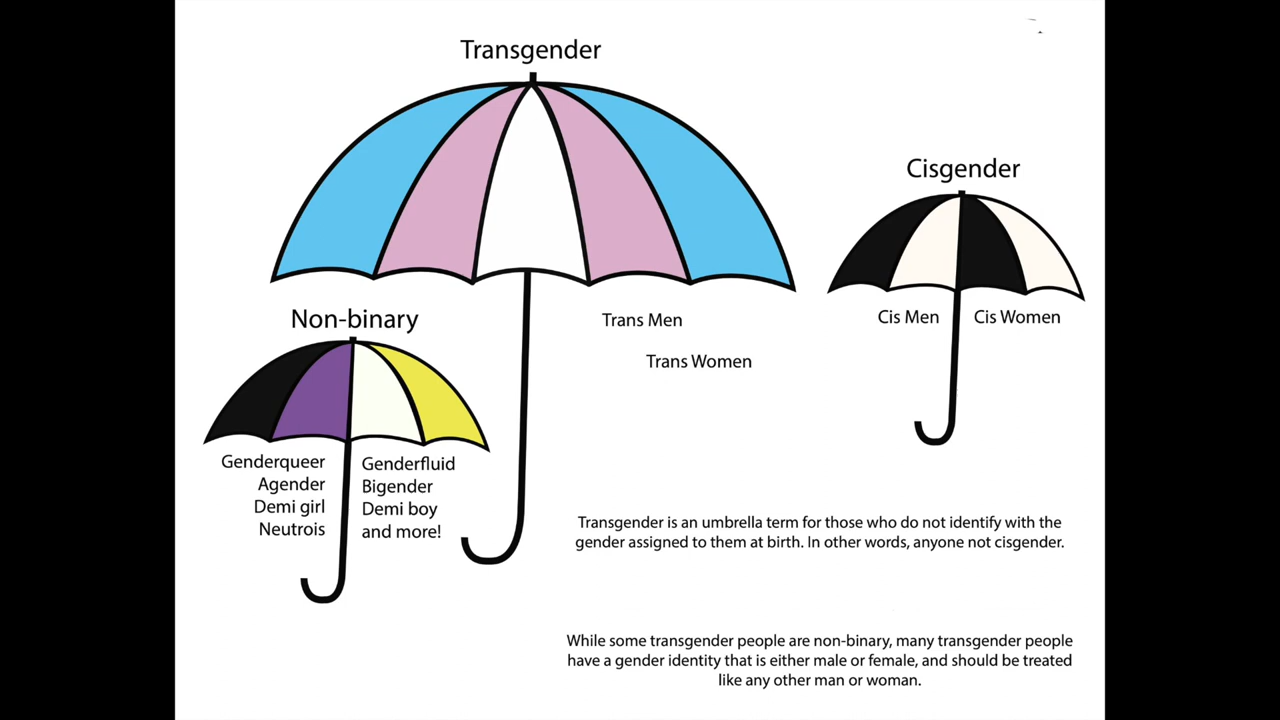 Transgender
Cisgender
Cis Men
Cis Women
Non-binary
Trans Men
Trans Women
Genderqueer
Agender
Demi girl
Neutrois
Genderfluid
Bigender
Demi boy
and more!
Transgender is an umbrella term for those who do not identify with the
gender assigned to them at birth. In other words, anyone not cisgender.
While some transgender people are non-binary, many transgender people
have a gender identity that is either male or female, and should be treated
like any other man or woman.